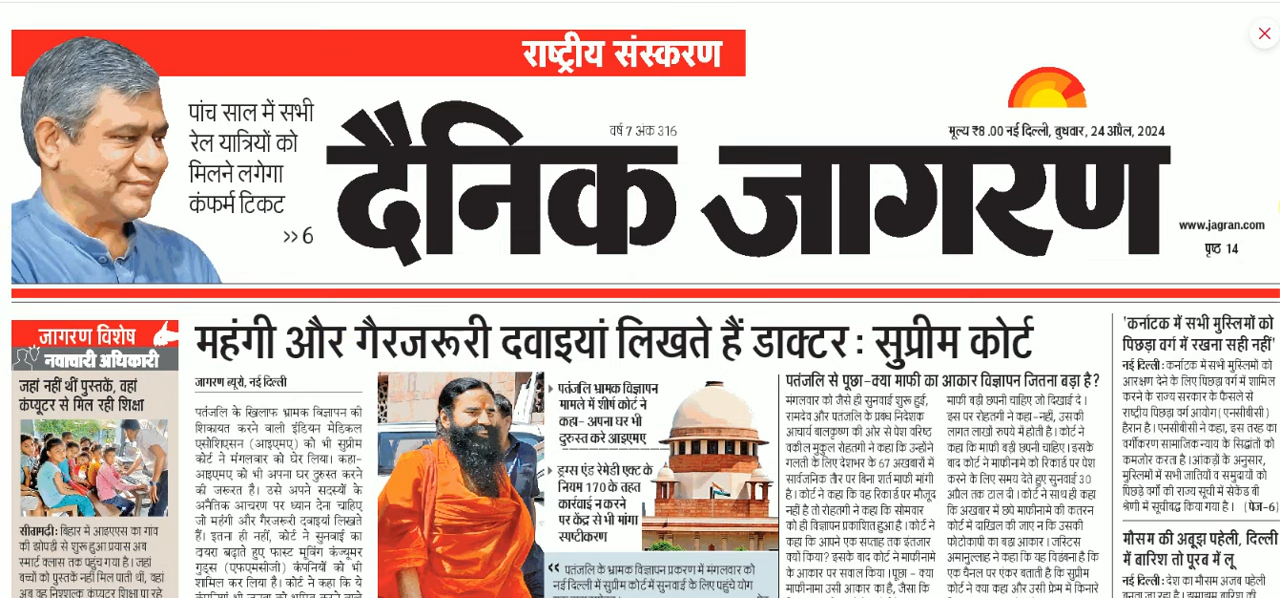 राष्ट्रीय संस्करण
पांच साल में सभी
रेल यात्रियों को
मिलने लगेगा
कंफर्म टिकट
>> 6
वर्ष 7 अंक 316
मूल्य ₹8.00 नई दिल्ली, बुधवार, 24 अप्रैल, 2024
दैनिक जागरण
www.jagran.com
पृष्ठ 14
जागरण विशेष
नवाचारी अधिकारी
जहां नहीं थीं पुस्तकें, वहां
कंप्यूटर से मिल रही शिक्षा
सीतामढ़ी: बिहार में आइएएस का गांव
की झोपड़ी से शुरू हुआ प्रयास अब
स्मार्ट क्लास तक पहुंच गया है। जहां
बच्चों को पुस्तकें नहीं मिल पाती थीं, वहां
अब वह निश्शुल्क कंप्यूटर शिक्षा पा रहे
महंगी और गैरजरूरी दवाइयां लिखते हैं डाक्टर : सुप्रीम कोर्ट
जागरण ब्यूरो, नई दिल्ली
पतंजलि के खिलाफ भ्रामक विज्ञापन की
शिकायत करने वाली इंडियन मेडिकल
एसोशिएसन (आइएमए) को भी सुप्रीम
कोर्ट ने मंगलवार को घेर लिया। कहा-
आइएमए को भी अपना घर दुरुस्त करने
की जरूरत है। उसे अपने सदस्यों के
अनैतिक आचरण पर ध्यान देना चाहिए
जो महंगी और गैरजरूरी दवाइयां लिखते
हैं। इतना ही नहीं, कोर्ट ने सुनवाई का
दायरा बढ़ाते हुए फास्ट मूविंग कंज्यूमर
गुड्स (एफएमसीजी) कंपनियों को भी
शामिल कर लिया है। कोर्ट ने कहा कि ये
पतंजलि भ्रामक विज्ञापन
मामले में शीर्ष कोर्ट ने
कहा- अपना घर भी
दुरुस्त करे आइएमए
ड्रग्स एंड रेमेडी एक्ट के
नियम 170 के तहत
कार्रवाई न करने
पर केंद्र से भी मांगा
स्पष्टीकरण
पतंजलि के भ्रामक विज्ञापन प्रकरण में मंगलवार को
नई दिल्ली में सुप्रीम कोर्ट में सुनवाई के लिए पहुंचे योग
पतंजलि से पूछा-क्या माफी का आकार विज्ञापन जितना बड़ा है?
मंगलवार को जैसे ही सुनवाई शुरू हुई,
रामदेव और पतंजलि के प्रबंध निदेशक
आचार्य बालकृष्ण की ओर से पेश वरिष्ठ
वकील मुकुल रोहतगी ने कहा कि उन्होंने
गलती के लिए देशभर के 67 अखबारों में
सार्वजनिक तौर पर बिना शर्त माफी मांगी
है। कोर्ट ने कहा कि वह रिकार्ड पर मौजूद
नहीं है तो रोहतगी ने कहा कि सोमवार
को ही विज्ञापन प्रकाशित हुआ है। कोर्ट ने
कहा कि आपने एक सप्ताह तक इंतजार
क्यों किया? इसके बाद कोर्ट ने माफीनामे
के आकार पर सवाल किया। पूछा - क्या
माफीनामा उसी आकार का है, जैसा कि
माफी बड़ी छपनी चाहिए जो दिखाई दे।
इस पर रोहतगी ने कहा-नहीं, उसकी
लागत लाखों रुपये में होती है। कोर्ट ने
कहा कि माफी बड़ी छपनी चाहिए। इसके
बाद कोर्ट ने माफीनामे को रिकार्ड पर पेश
करने के लिए समय देते हुए सुनवाई 30
अप्रैल तक टाल दी। कोर्ट ने साथ ही कहा
कि अखबार में छपे माफीनामे की कतरन
कोर्ट में दाखिल की जाए न कि उसकी
फोटोकापी का बड़ा आकार। जस्टिस
अमानुल्लाह ने कहा कि यह विडंबना है कि
एक चैनल पर एंकर बताती है कि सुप्रीम
कोर्ट ने क्या कहा और उसी फ्रेम में किनारे
'कर्नाटक में सभी मुस्लिमों को
पिछड़ा वर्ग में रखना सही नहीं'
नई दिल्ली : कर्नाटक में सभी मुस्लिमों को
आरक्षण देने के लिए पिछड़ा वर्ग में शामिल
करने के राज्य सरकार के फैसले से
राष्ट्रीय पिछड़ा वर्ग आयोग (एनसीबीसी)
हैरान है। एनसीबीसी ने कहा, इस तरह का
वर्गीकरण सामाजिक न्याय के सिद्धांतों को
कमजोर करता है। आंकड़ों के अनुसार,
मुस्लिमों में सभी जातियों व समुदायों को
पिछड़े वर्गों की राज्य सूची में सेकेंड बी
श्रेणी में सूचीबद्ध किया गया है। (पेज-6)
मौसम की अबूझ पहेली, दिल्ली
में बारिश तो पूरब में लू
नई दिल्ली : देश का मौसम अजब पहेली